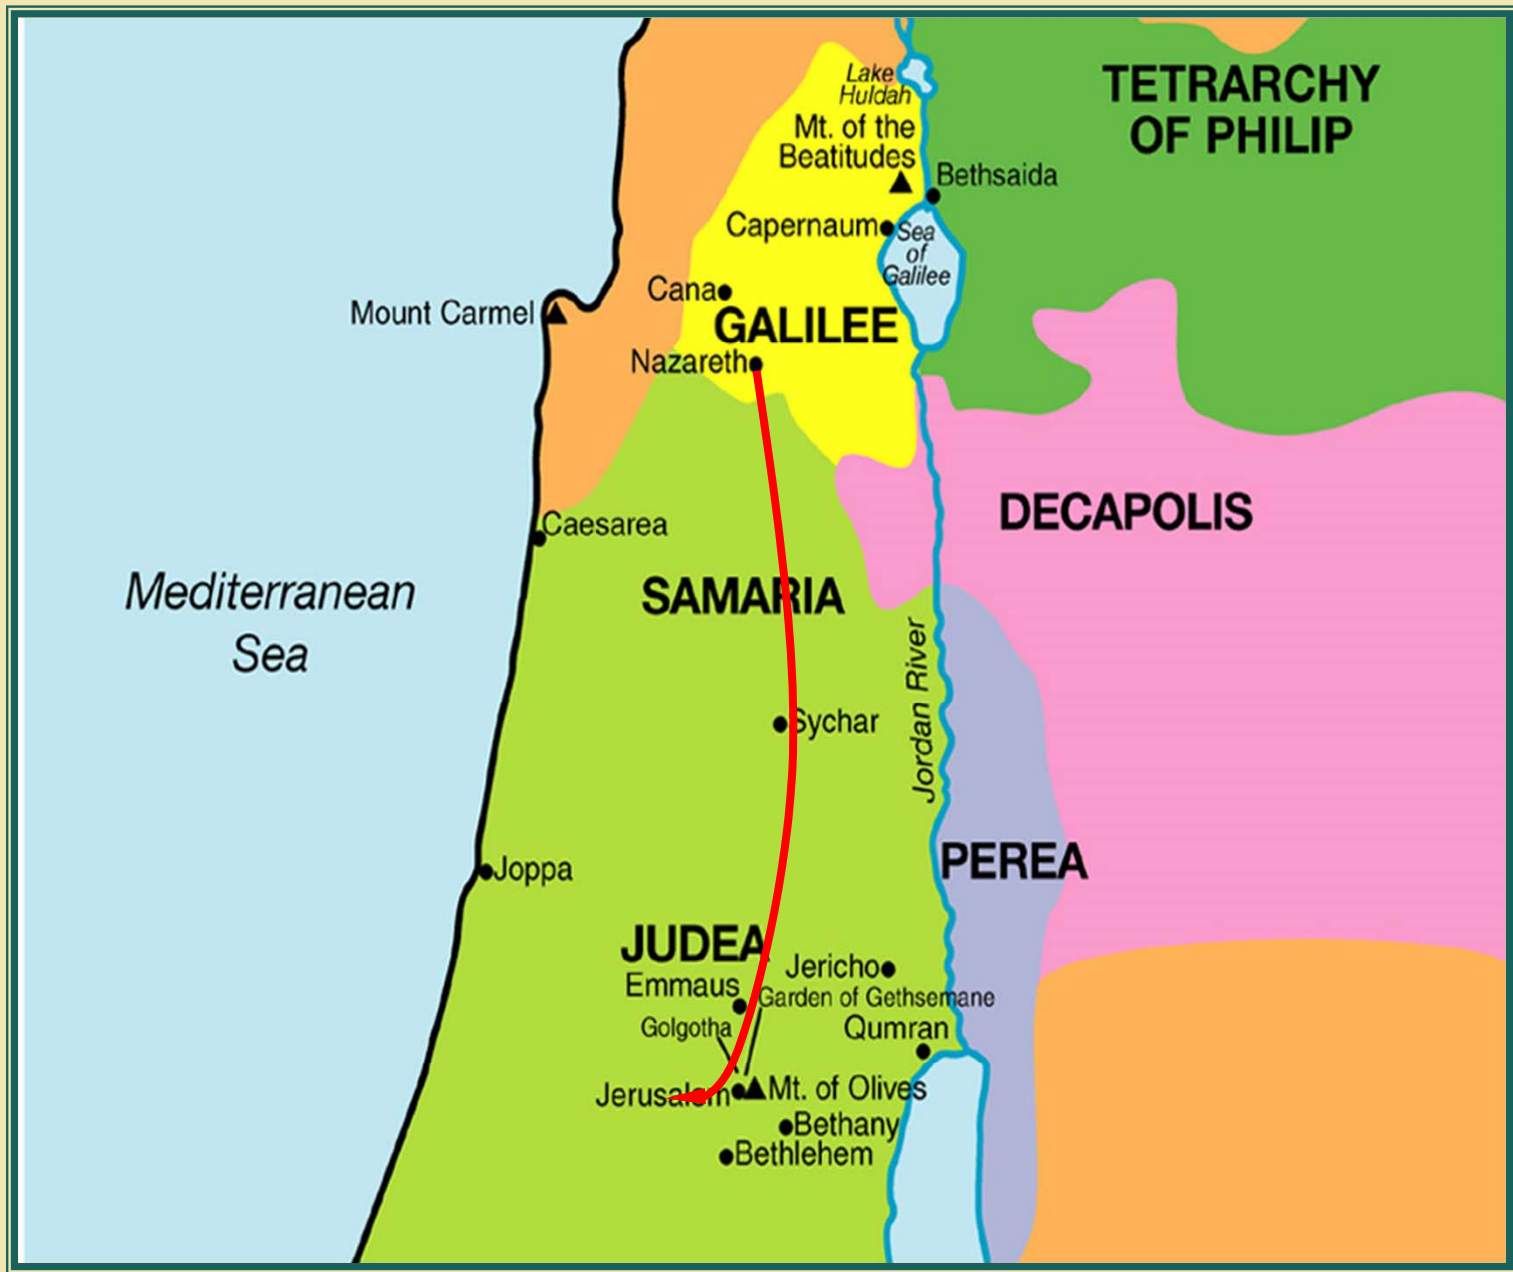 TETRARCHY
OF PHILIP
Lake
Huldah
Mt. of the
Beatitudes
Bethsaida
Capernaum
Sea
of
Galilee
Cana
Mount Carmel
GALILEE
Nazareth
DECAPOLIS
Caesarea
Mediterranean
Sea
SAMARIA
Jordan River
Sychar
PEREA
Joppa
JUDEA
Jericho
Emmaus
Garden of Gethsemane
Golgotha
Qumran
Jerusalem
Mt. of Olives
Bethany
Bethlehem